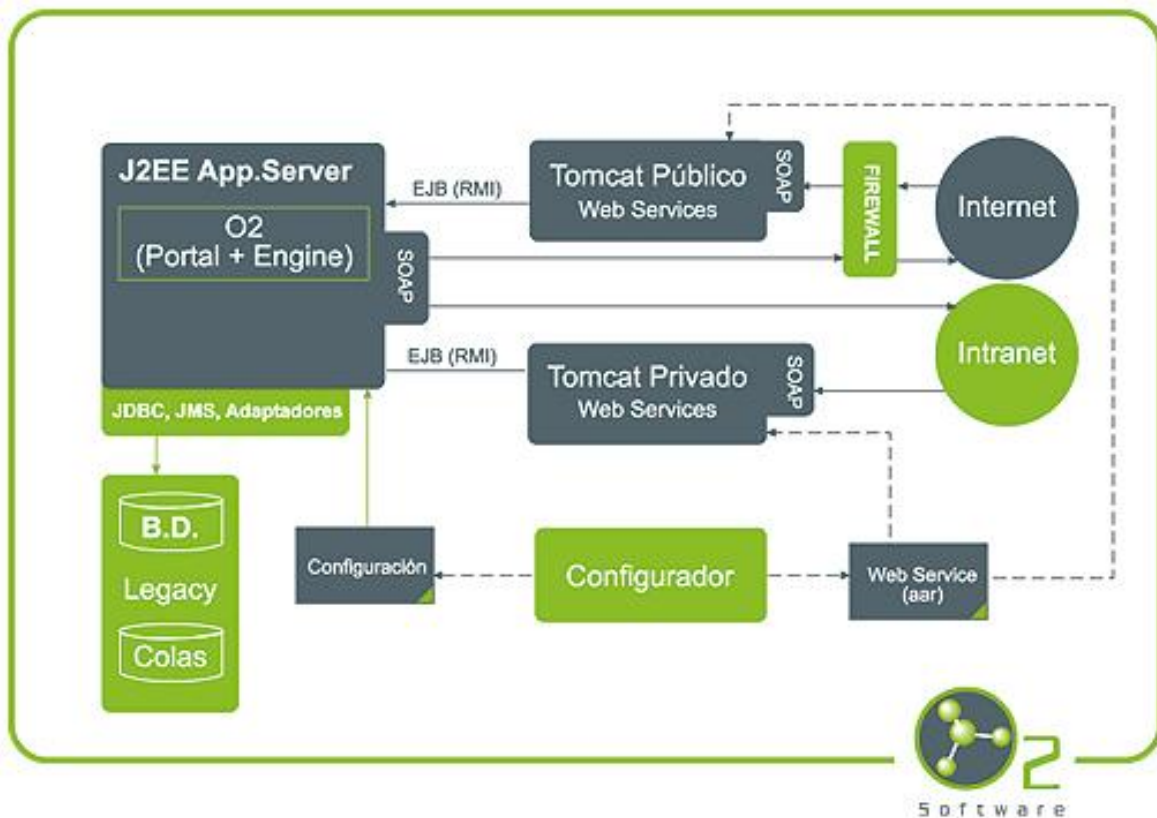 J2EE App.Server
O2
(Portal + Engine)
SOAP
JDBC, JMS, Adaptadores
B.D.
Legacy
Colas
EJB (RMI)
Tomcat Público
Web Services
SOAP
FIREWALL
Internet
Intranet
EJB (RMI)
Tomcat Privado
Web Services
SOAP
Configuración
Configurador
Web Service
(aar)
2
Software